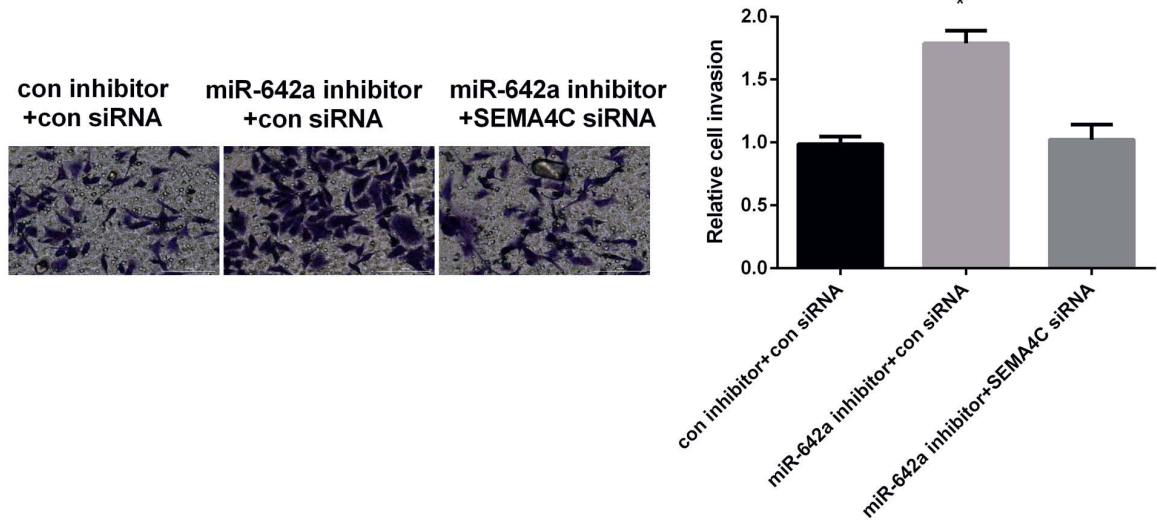 con inhibitor
+con siRNA
miR-642a inhibitor
+con siRNA
miR-642a inhibitor
+SEMA4C siRNA
*
Relative cell invasion
2.0
1.5
1.0
0.5
0.0
con inhibitor+con siRNA
miR-642a inhibitor+con siRNA
miR-642a inhibitor+SEMA4C siRNA